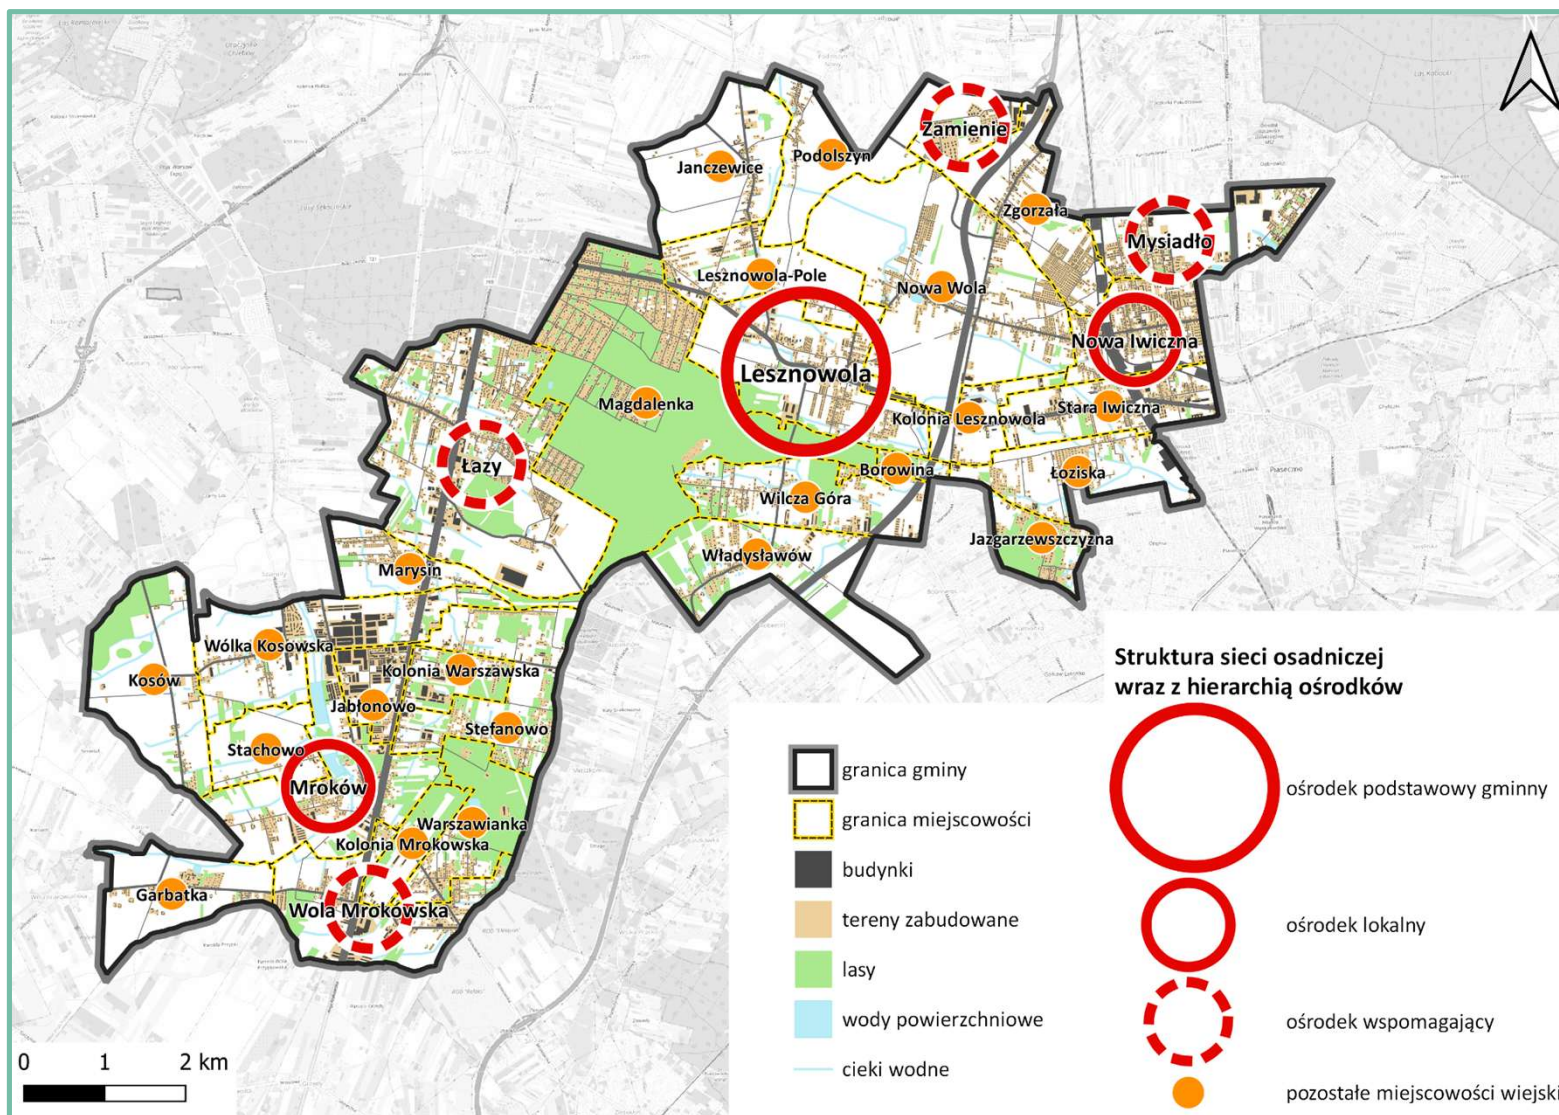 N
Zamienie
Podolszyn
Janczewice
Zgorzała
Mysiadło
Lesznowola-Pole
Nowa Wola
Nowa Iwiczna
Lesznowola
Magdalenka
Stara Iwiczna
Kolonia Lesznowola
Łazy
Borowina
Łoziska
Wilcza Góra
Jazgarzewszczyzna
Władysławów
Marysin
Wólka Kosowska
Kolonia Warszawska
Kosów
Jabłonowo
Stefanowo
Stachowo
Mroków
Warszawianka
Kolonia Mrokowska
Garbatka
Wola Mrokowska
Struktura sieci osadniczej
wraz z hierarchią ośrodków
granica gminy
granica miejscowości
budynki
tereny zabudowane
lasy
wody powierzchniowe
cieki wodne
ośrodek podstawowy gminny
ośrodek lokalny
ośrodek wspomagający
pozostałe miejscowości wiejski
0 1 2 km